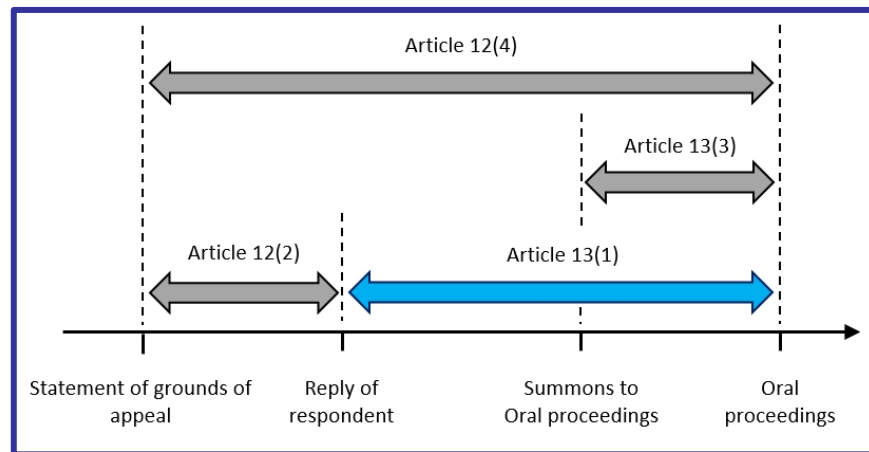 Article 12(4)
Article 13(3)
Article 12(2)
Article 13(1)
Statement of grounds of
appeal
Reply of
respondent
Summons to
Oral proceedings
Oral
proceedings